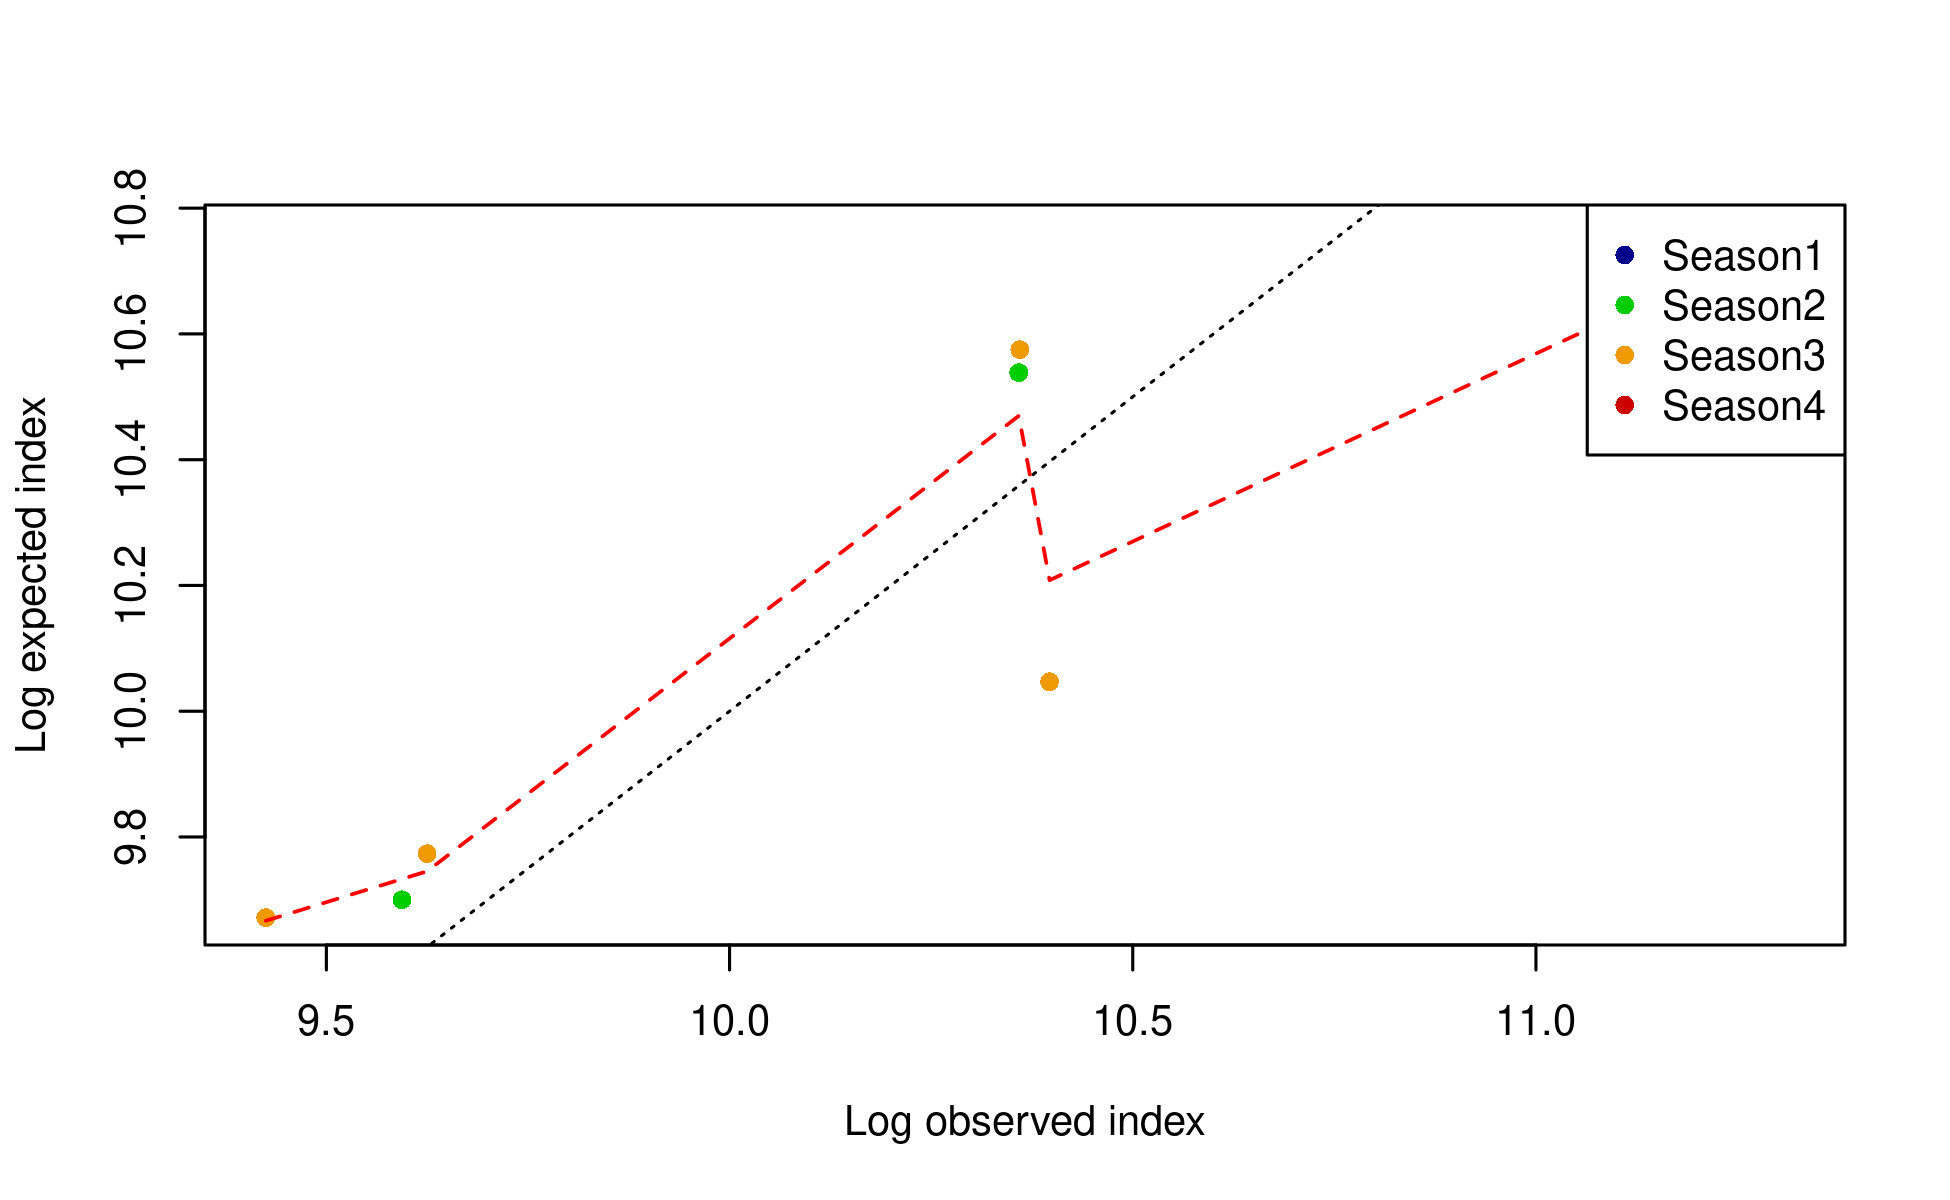 10.8
10.6
10.4
10.2
10.0
9.8
Log expected index
Season1
Season2
Season3
Season4
9.5 10.0 10.5 11.0
Log observed index